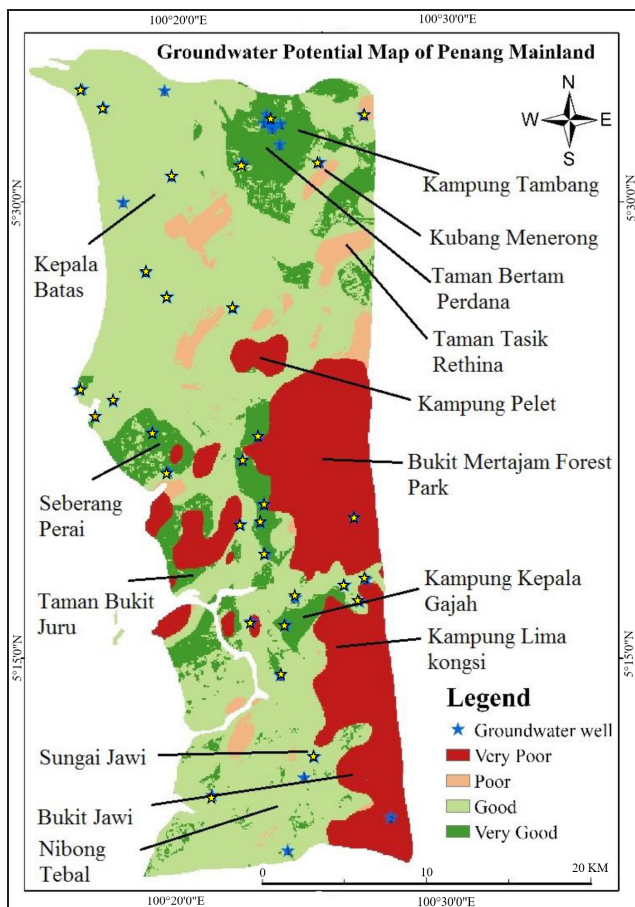 100°20'0"E
100°30'0"E
Groundwater Potential Map of Penang Mainland
N
W
E
S
5°30'0"N
5°30'0"N
Kampung Tambang
Kubang Menerong
Kepala
Batas
Taman Bertam
Perdana
Taman Tasik
Rethina
Kampung Pelet
Bukit Mertajam Forest
Park
Seberang
Perai
Kampung Kepala
Gajah
Taman Bukit
Juru
Kampung Lima
kongsi
5°15'0"N
5°15'0"N
Legend
Groundwater well
Very Poor
Poor
Good
Very Good
Sungai Jawi
Bukit Jawi
Nibong
Tebal
0
10
20 KM
100°20'0"E
100°30'0"E